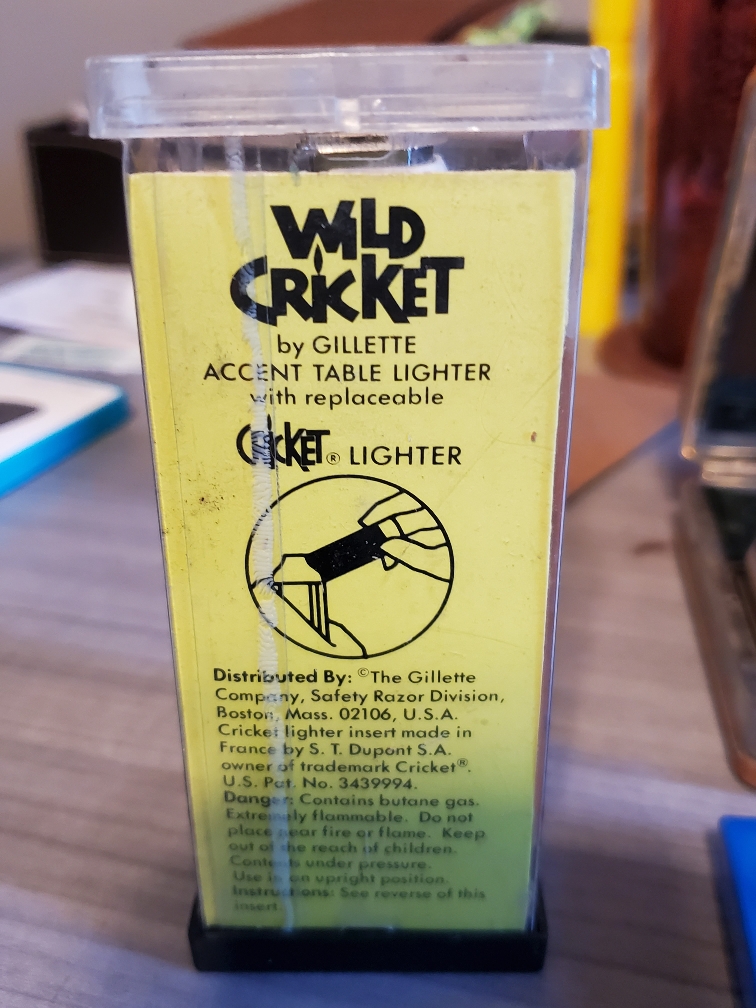 WILD
CRICKET
by GILLETTE
ACCENT TABLE LIGHTER
with replaceable
CRICKET® LIGHTER
Distributed By: ©The Gillette
Company, Safety Razor Division,
Boston, Mass. 02106, U.S.A.
Cricket lighter insert made in
France by S. T. Dupont S.A.
owner of trademark Cricket®.
U.S. Pat. No. 3439994.
Danger: Contains butane gas.
Extremely flammable. Do not
place near fire or flame. Keep
out of the reach of children.
Contents under pressure.
Use in an upright position.
Instructions: See reverse of this
insert.